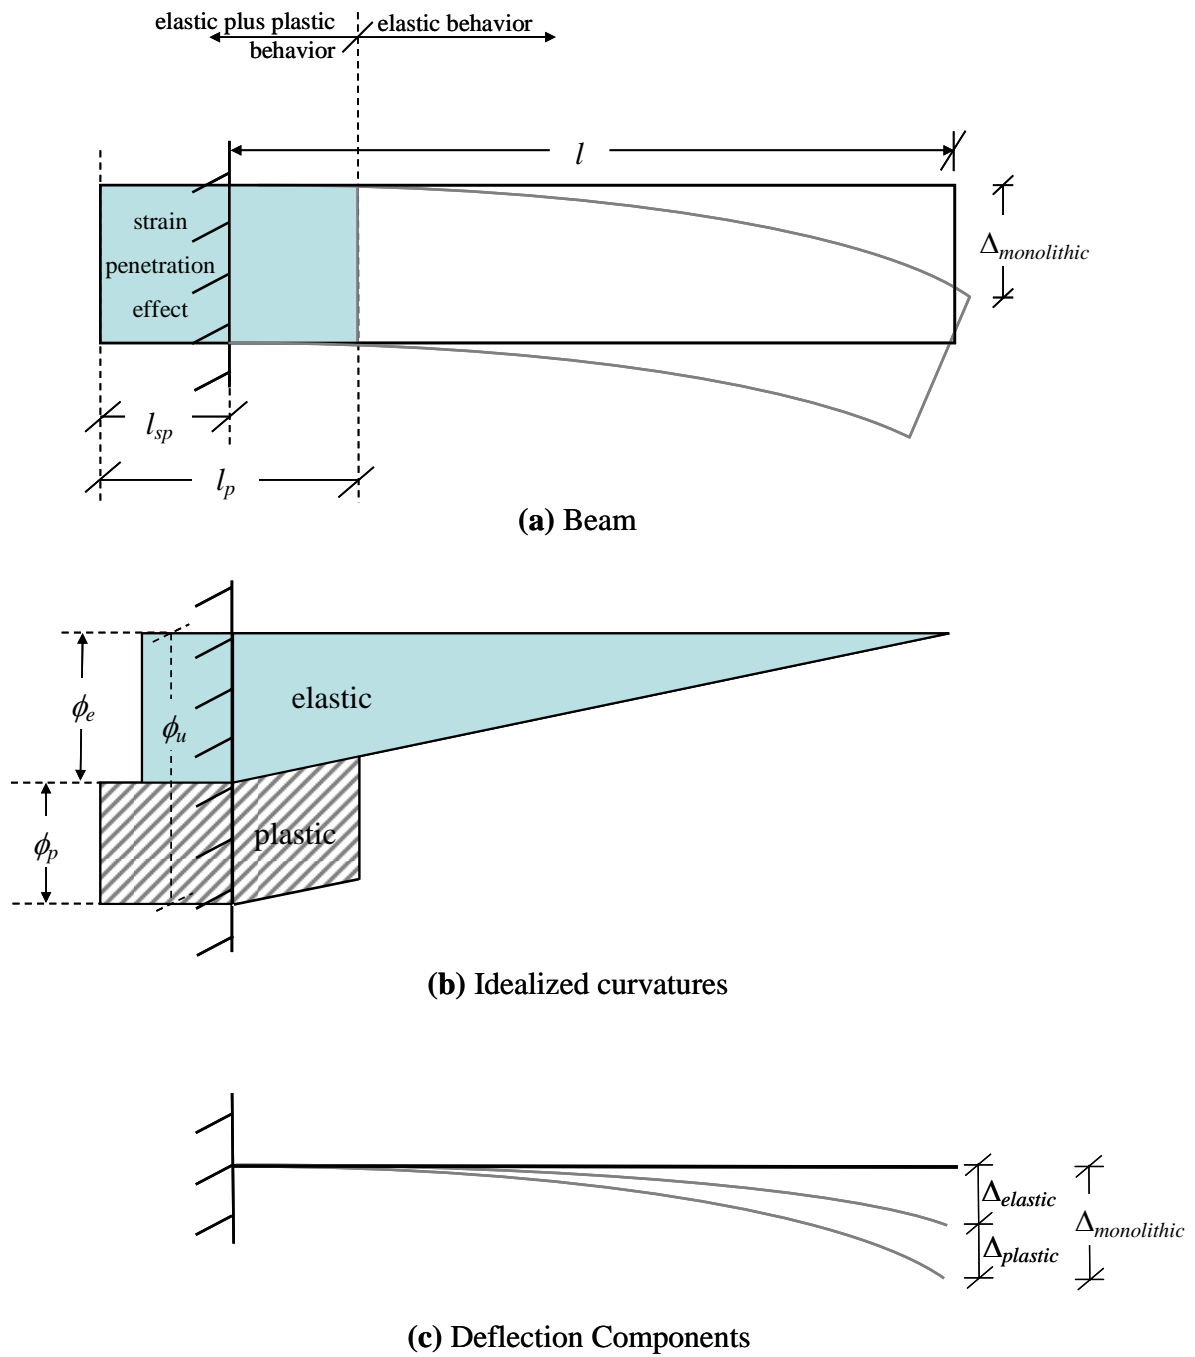 elastic plus plastic
behavior
elastic behavior
l
strain
penetration
effect
Δmonolithic
lsp
lp
(a) Beam
elastic
ϕe
ϕu
plastic
ϕp
(b) Idealized curvatures
Δelastic
Δmonolithic
Δplastic
(c) Deflection Components